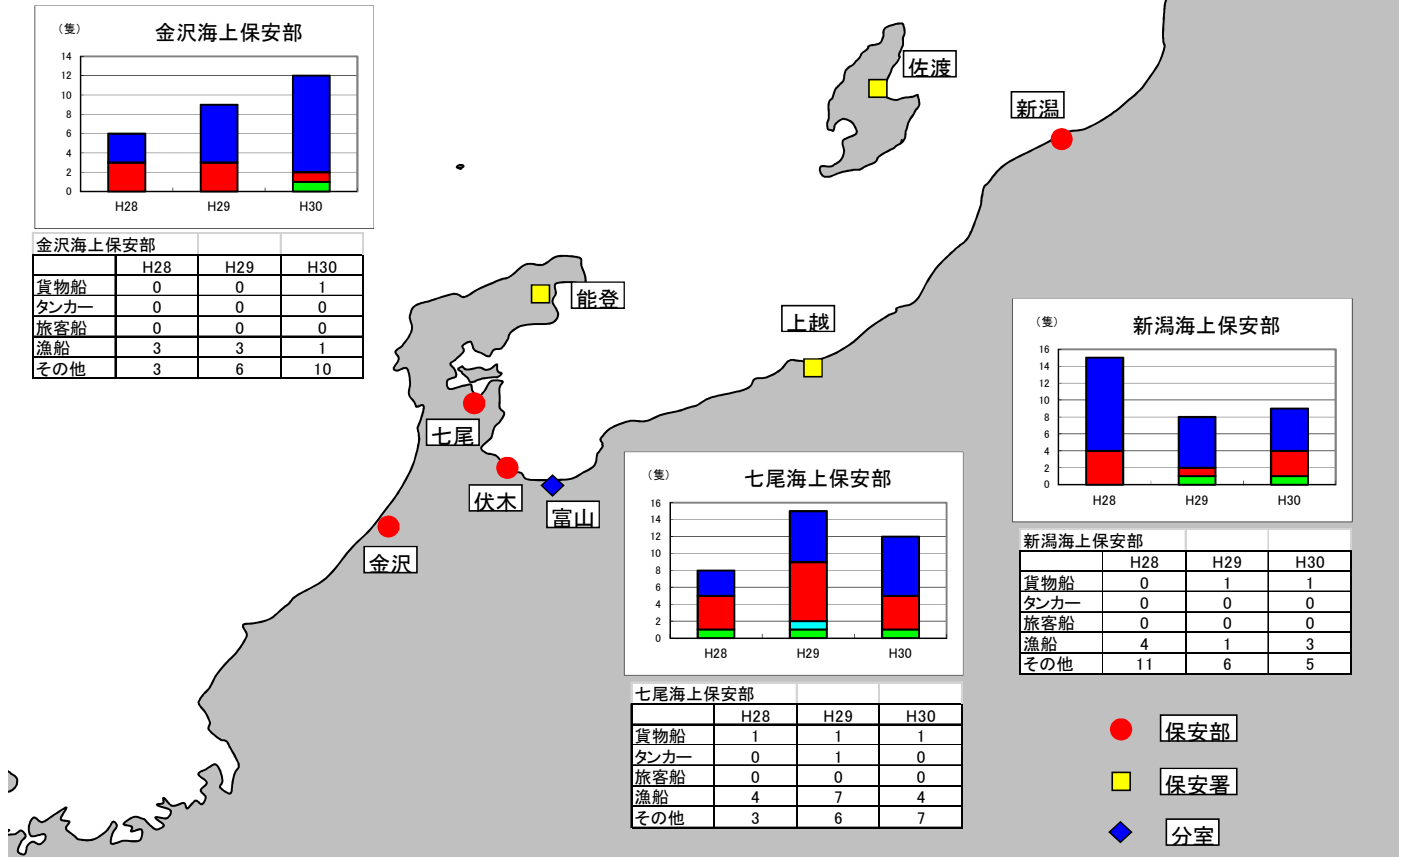 (隻)
金沢海上保安部
14
12
10
8
6
4
2
0
H28 H29 H30
金沢海上保安部
H28 H29 H30
貨物船 0 0 1
タンカー 0 0 0
旅客船 0 0 0
漁船 3 3 1
その他 3 6 10
佐渡
新潟
能登
上越
七尾
伏木
富山
金沢
(隻)
新潟海上保安部
16
14
12
10
8
6
4
2
0
H28 H29 H30
新潟海上保安部
H28 H29 H30
貨物船 0 1 1
タンカー 0 0 0
旅客船 0 0 0
漁船 4 1 3
その他 11 6 5
(隻)
七尾海上保安部
16
14
12
10
8
6
4
2
0
H28 H29 H30
七尾海上保安部
H28 H29 H30
貨物船 1 1 1
タンカー 0 1 0
旅客船 0 0 0
漁船 4 7 4
その他 3 6 7
保安部
保安署
分室